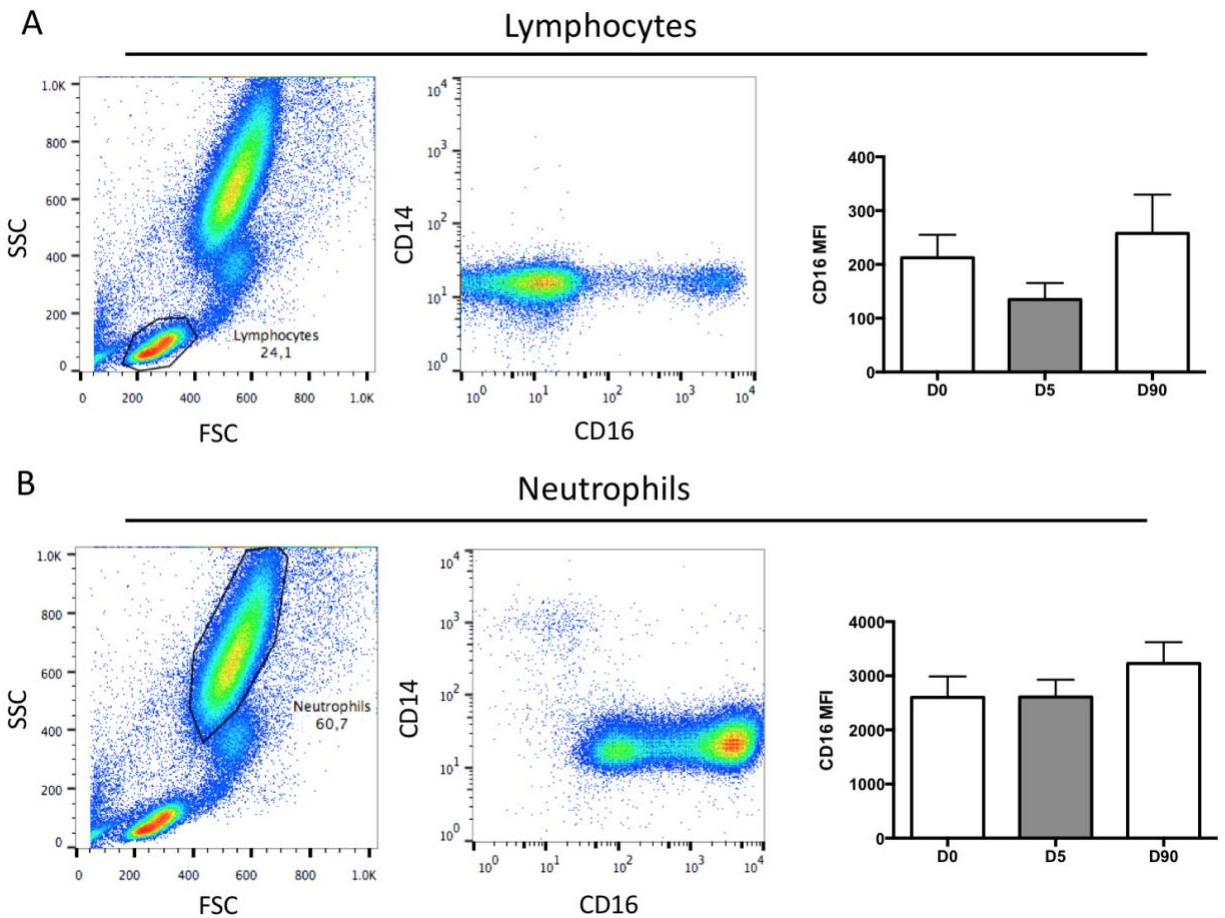 A
Lymphocytes
1.0K
800
600
400
200
0
SSC
Lymphocytes
24,1
0 200 400 600 800 1.0K
FSC
10^4
10^3
10^2
10^1
10^0
CD14
10^0 10^1 10^2 10^3 10^4
CD16
400
300
200
100
0
CD16 MFI
D0 D5 D90
B
Neutrophils
1.0K
800
600
400
200
0
SSC
Neutrophils
60,7
0 200 400 600 800 1.0K
FSC
10^4
10^3
10^2
10^1
10^0
CD14
10^0 10^1 10^2 10^3 10^4
CD16
4000
3000
2000
1000
0
CD16 MFI
D0 D5 D90